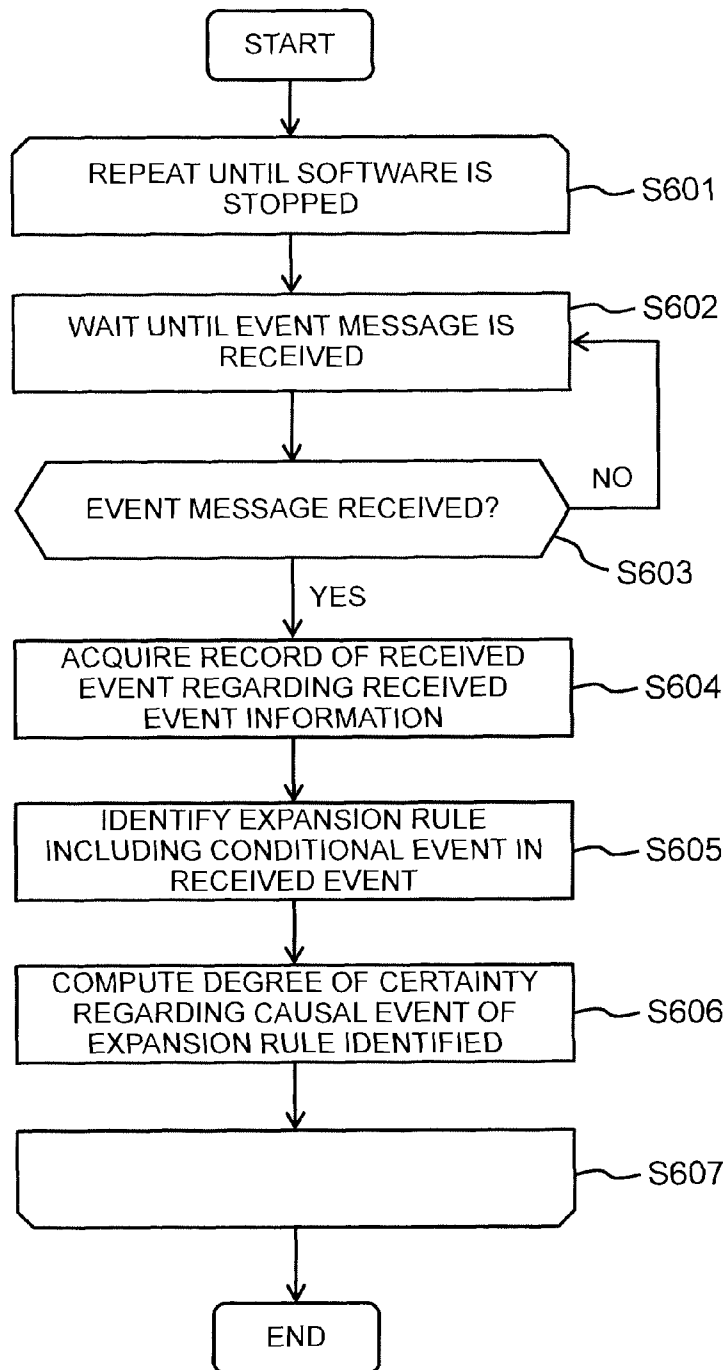 START
REPEAT UNTIL SOFTWARE IS
STOPPED
S601
WAIT UNTIL EVENT MESSAGE IS
RECEIVED
S602
EVENT MESSAGE RECEIVED?
NO
S603
YES
ACQUIRE RECORD OF RECEIVED
EVENT REGARDING RECEIVED
EVENT INFORMATION
S604
IDENTIFY EXPANSION RULE
INCLUDING CONDITIONAL EVENT IN
RECEIVED EVENT
S605
COMPUTE DEGREE OF CERTAINTY
REGARDING CAUSAL EVENT OF
EXPANSION RULE IDENTIFIED
S606
S607
END